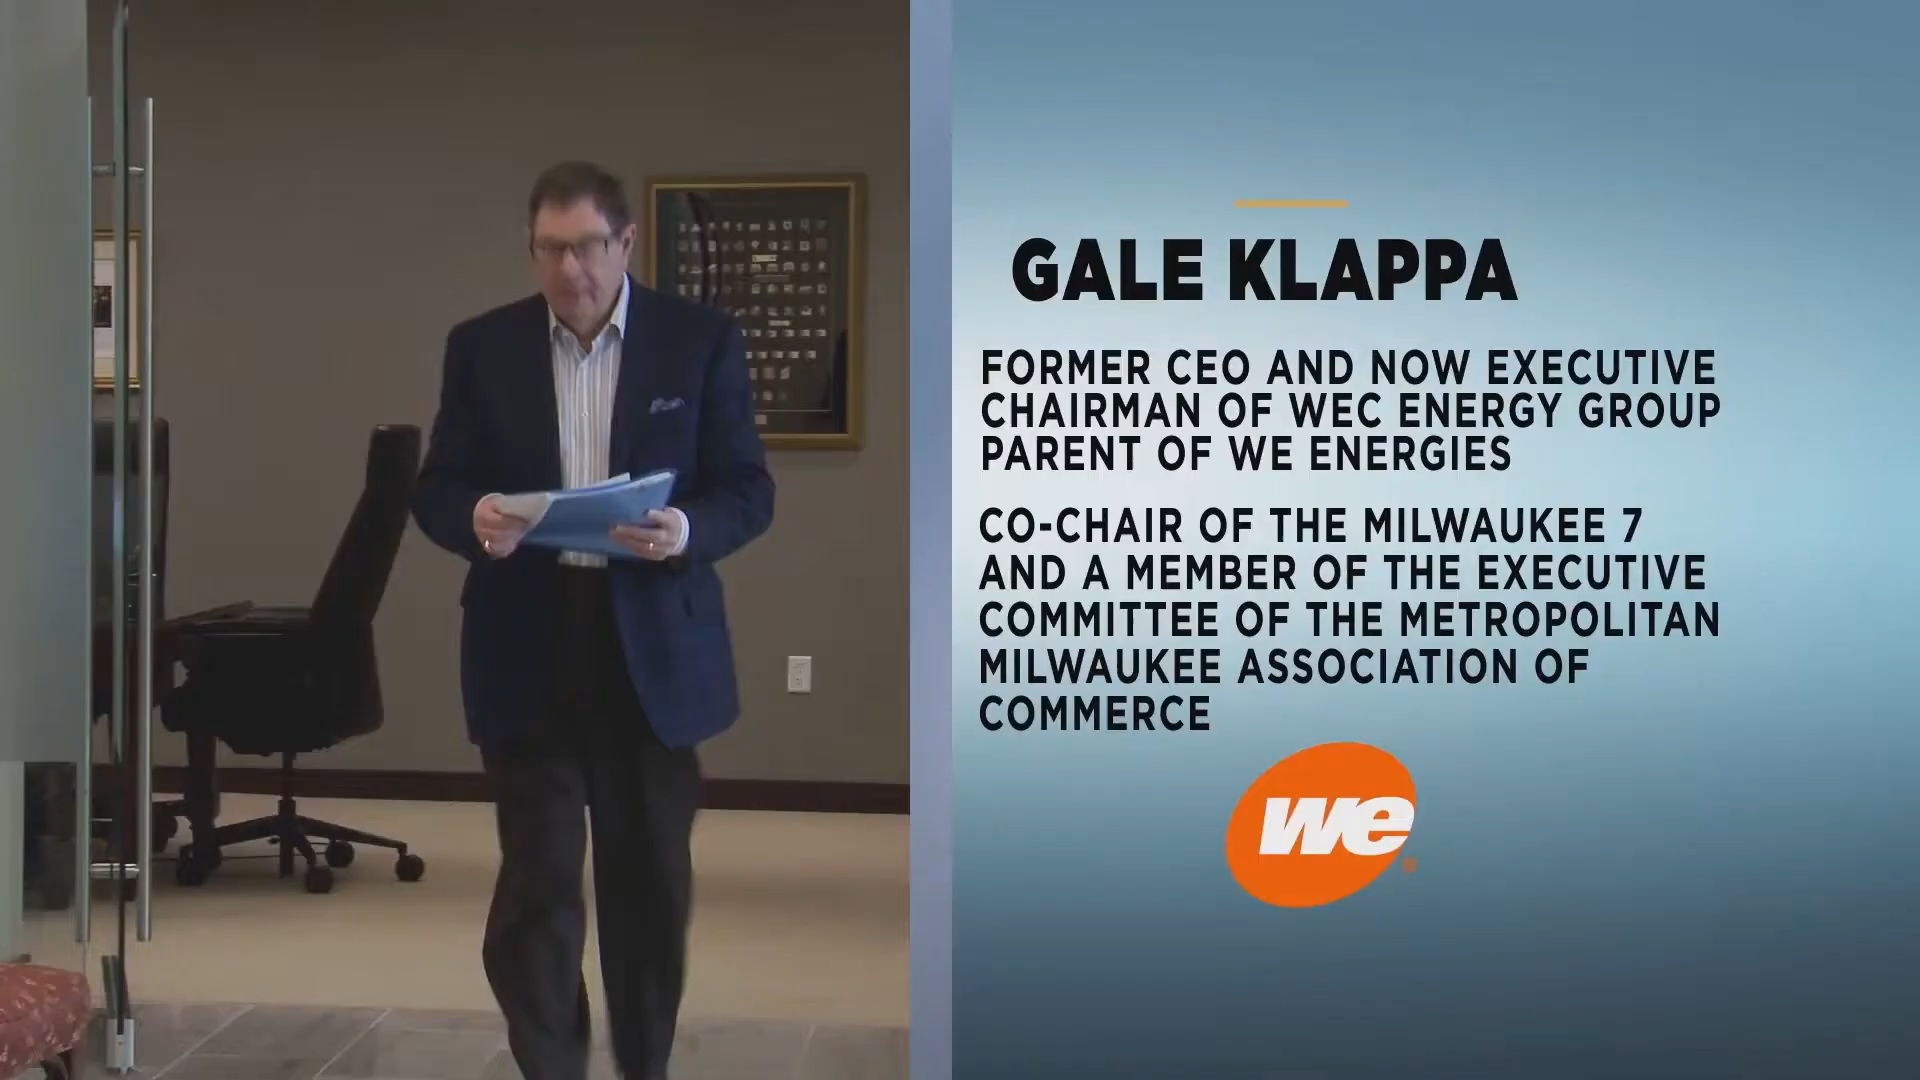 GALE KLAPPA
FORMER CEO AND NOW EXECUTIVE
CHAIRMAN OF WEC ENERGY GROUP
PARENT OF WE ENERGIES
CO-CHAIR OF THE MILWAUKEE 7
AND A MEMBER OF THE EXECUTIVE
COMMITTEE OF THE METROPOLITAN
MILWAUKEE ASSOCIATION OF
COMMERCE
we